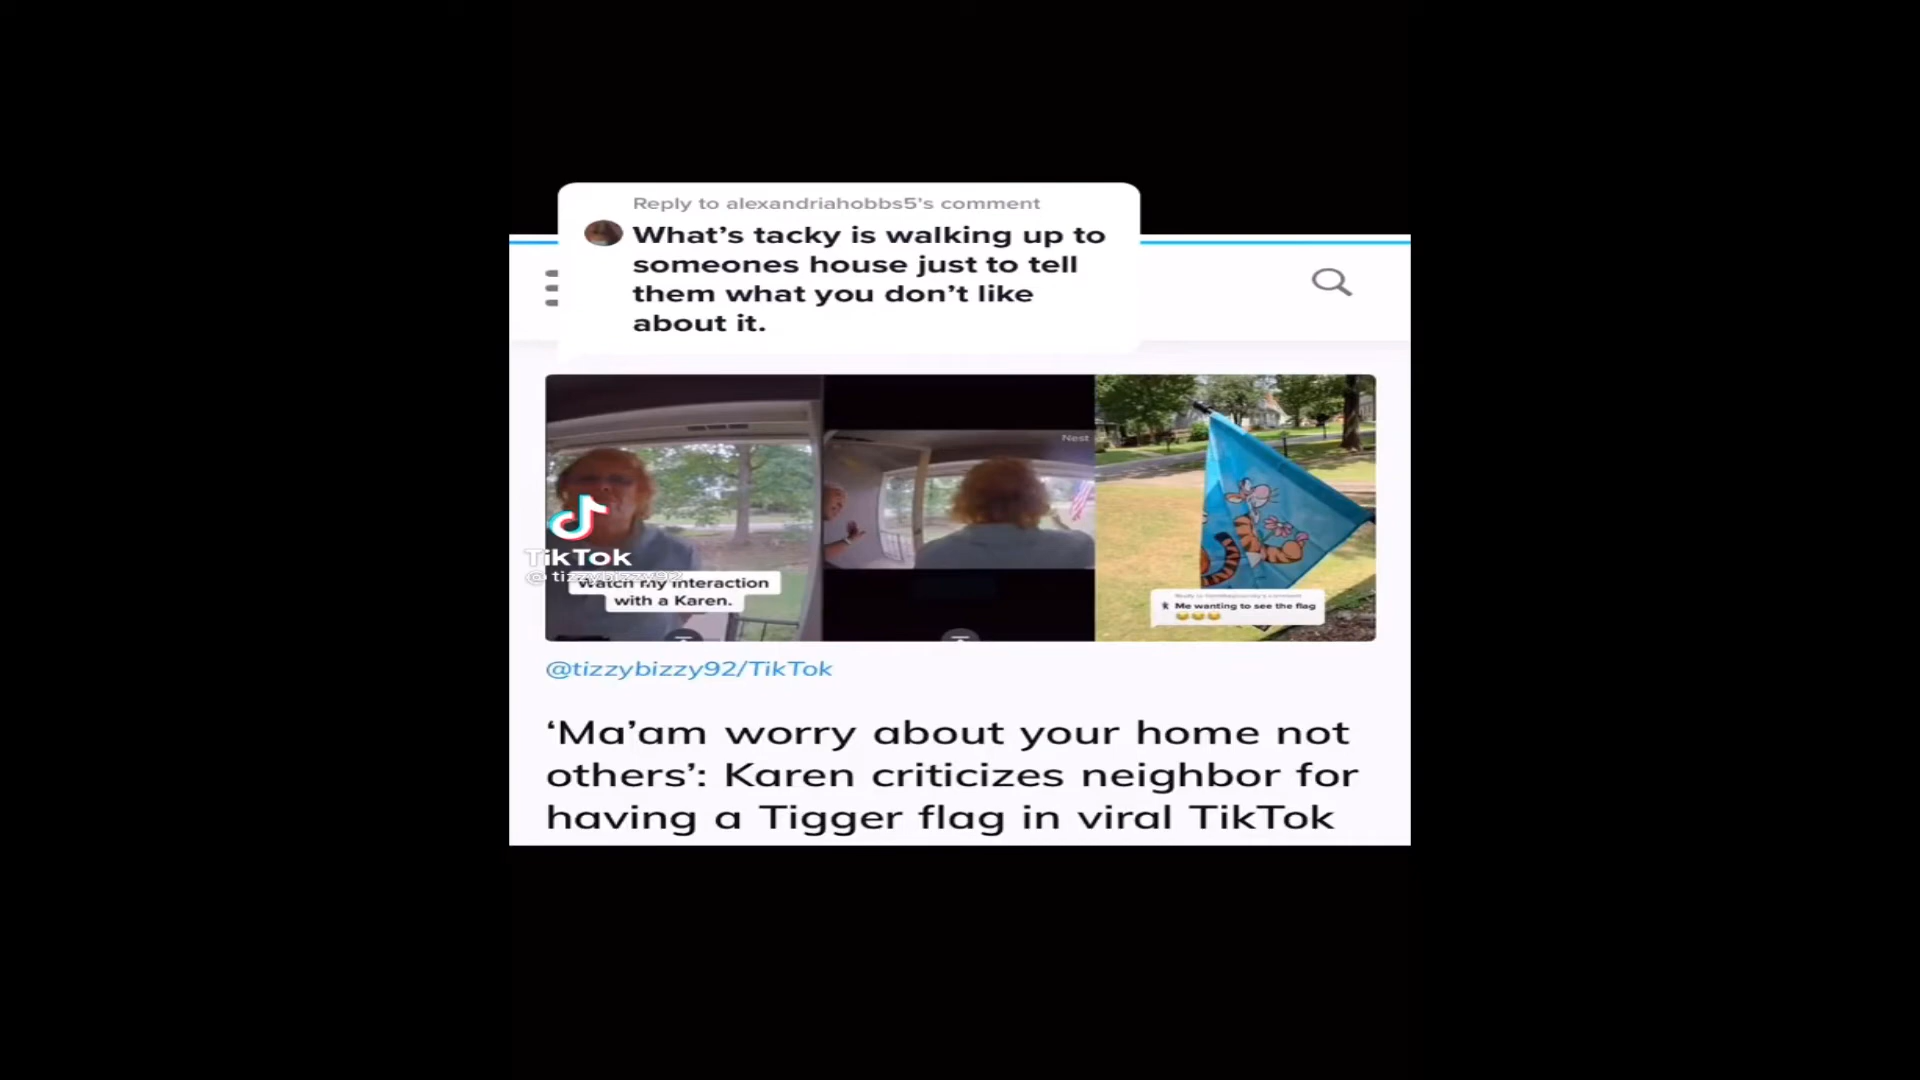 Reply to alexandriahobbs5's comment
What's tacky is walking up to
someones house just to tell
them what you don't like
about it.
Nest
TikTok
@tizzybizzy92
Watch my interaction
with a Karen.
Me wanting to see the flag
@tizzybizzy92/TikTok
‘Ma’am worry about your home not
others’: Karen criticizes neighbor for
having a Tigger flag in viral TikTok